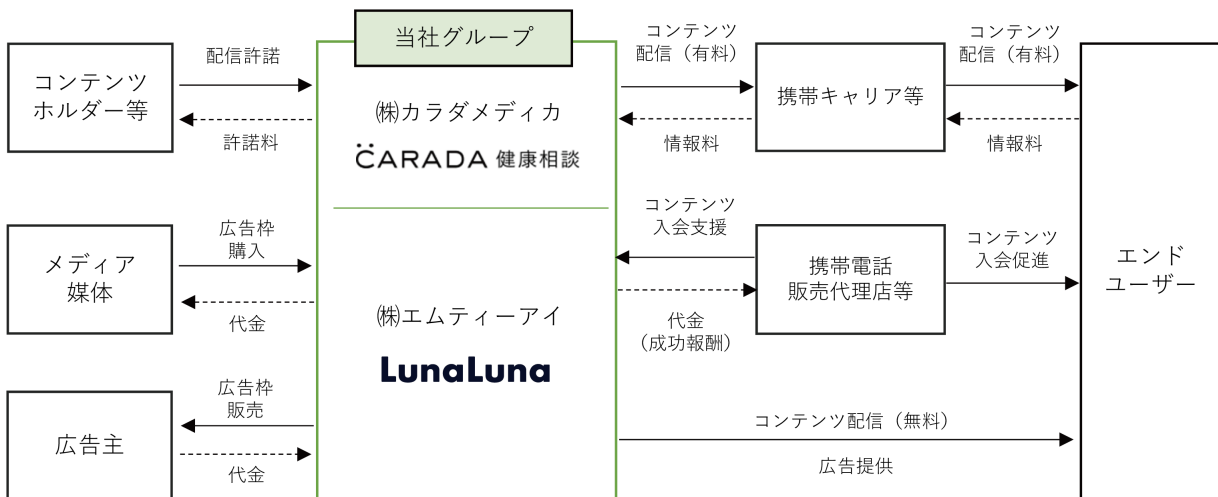 当社グループ
コンテンツ
ホルダー等
配信許諾
許諾料
㈱カラダメディカ
CARADA 健康相談
コンテンツ
配信（有料）
情報料
携帯キャリア等
コンテンツ
配信（有料）
情報料
メディア
媒体
広告枠
購入
代金
㈱エムティーアイ
LunaLuna
コンテンツ
入会支援
代金
（成功報酬）
携帯電話
販売代理店等
コンテンツ
入会促進
エンド
ユーザー
広告主
広告枠
販売
代金
コンテンツ配信（無料）
広告提供